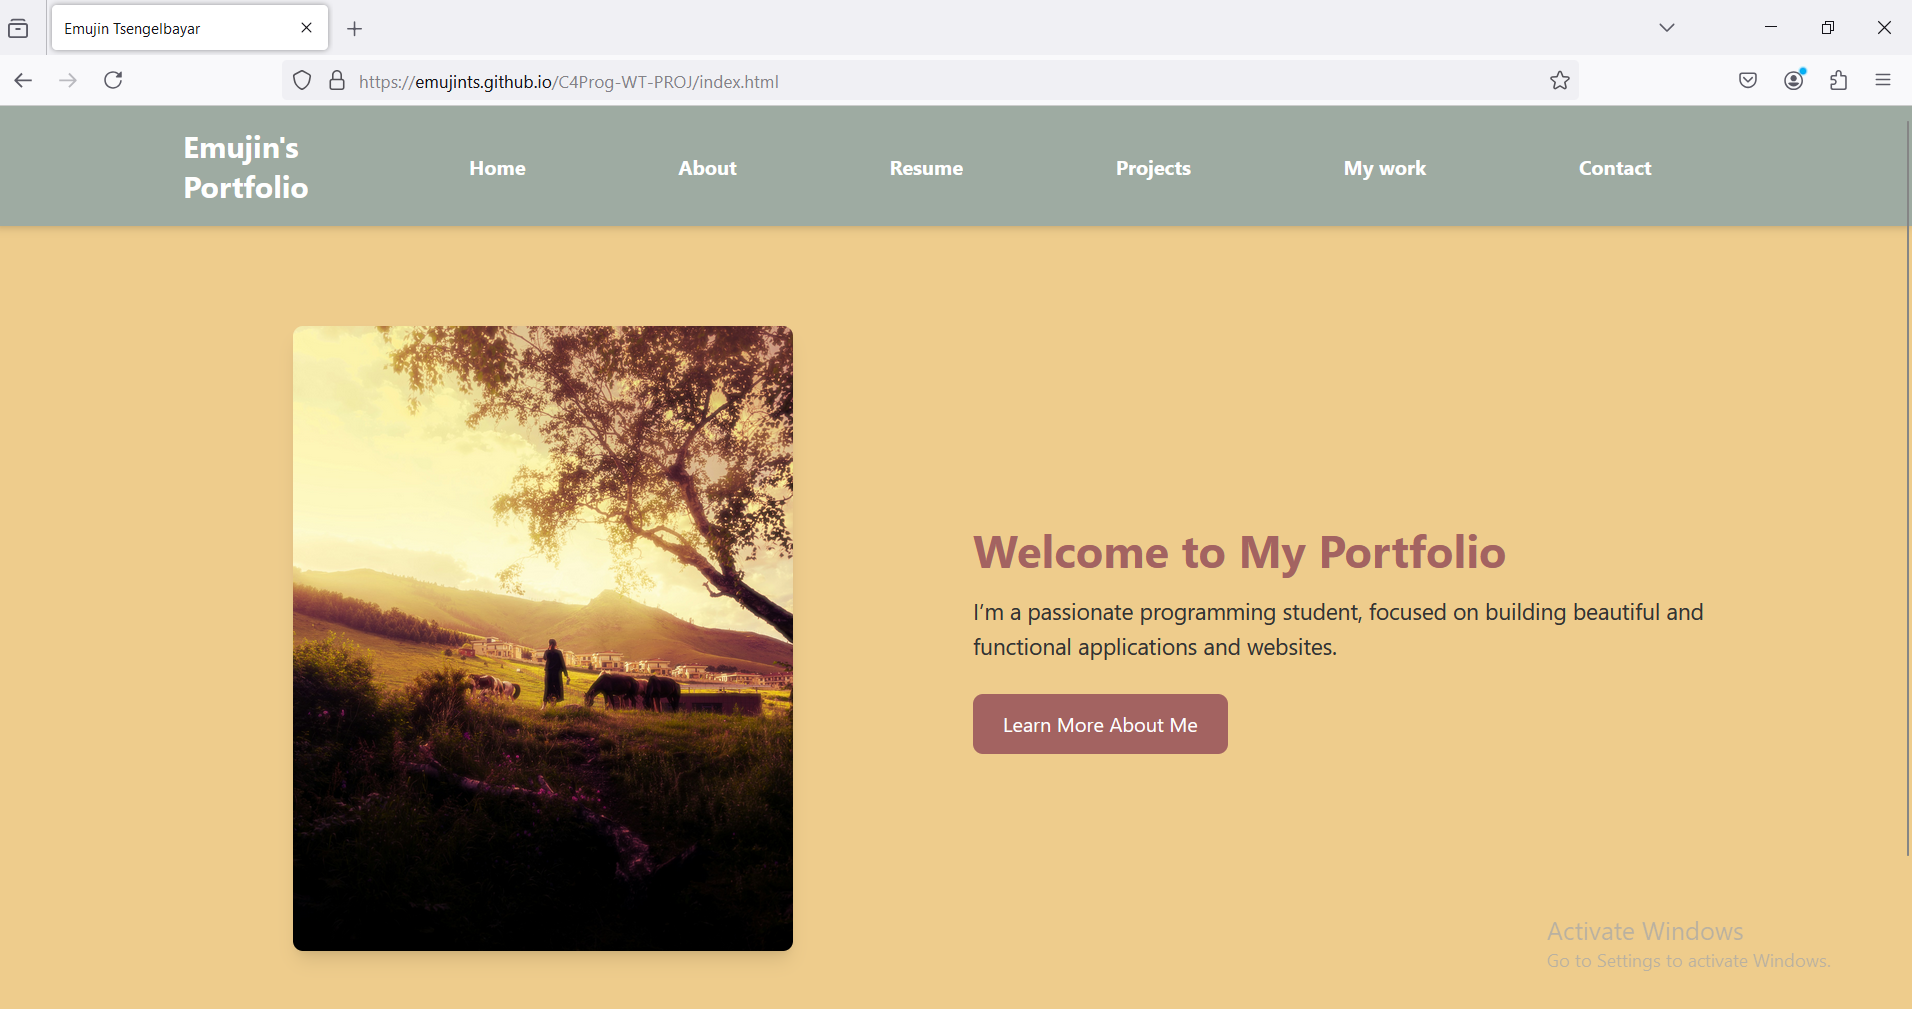 Emujin Tsengelbayar
https://emujints.github.io/C4Prog-WT-PROJ/index.html
Emujin's
Portfolio
Home
About
Resume
Projects
My work
Contact
Welcome to My Portfolio
I’m a passionate programming student, focused on building beautiful and
functional applications and websites.
Learn More About Me
Activate Windows
Go to Settings to activate Windows.